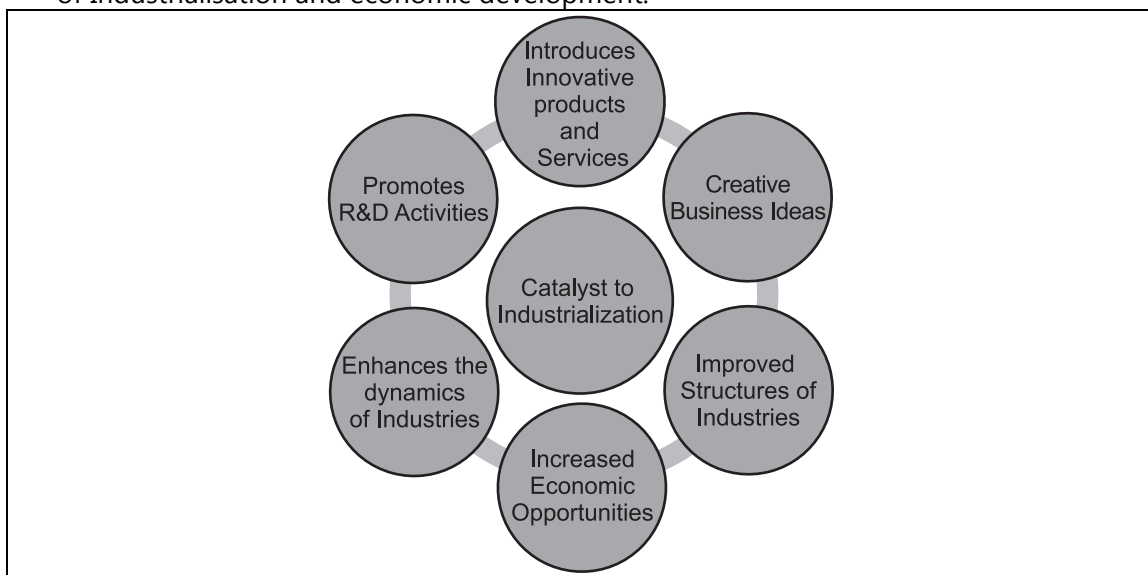 of Industrialisation and economic development.
Introduces
Innovative
products
and
Services
Creative
Business Ideas
Improved
Structures of
Industries
Increased
Economic
Opportunities
Enhances the
dynamics
of Industries
Promotes
R&D Activities
Catalyst to
Industrialization